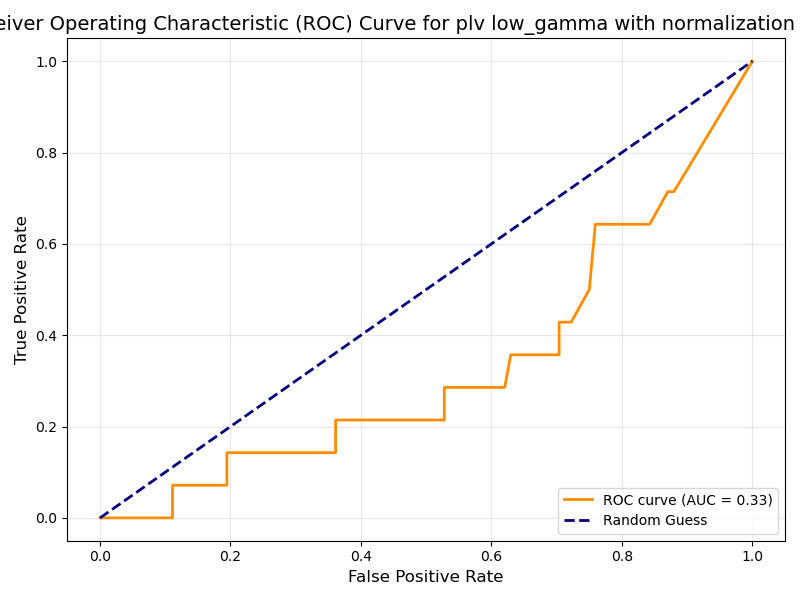 eiver Operating Characteristic (ROC) Curve for plv low_gamma with normalization
True Positive Rate
1.0
0.8
0.6
0.4
0.2
0.0
0.0 0.2 0.4 0.6 0.8 1.0
False Positive Rate
ROC curve (AUC = 0.33)
Random Guess